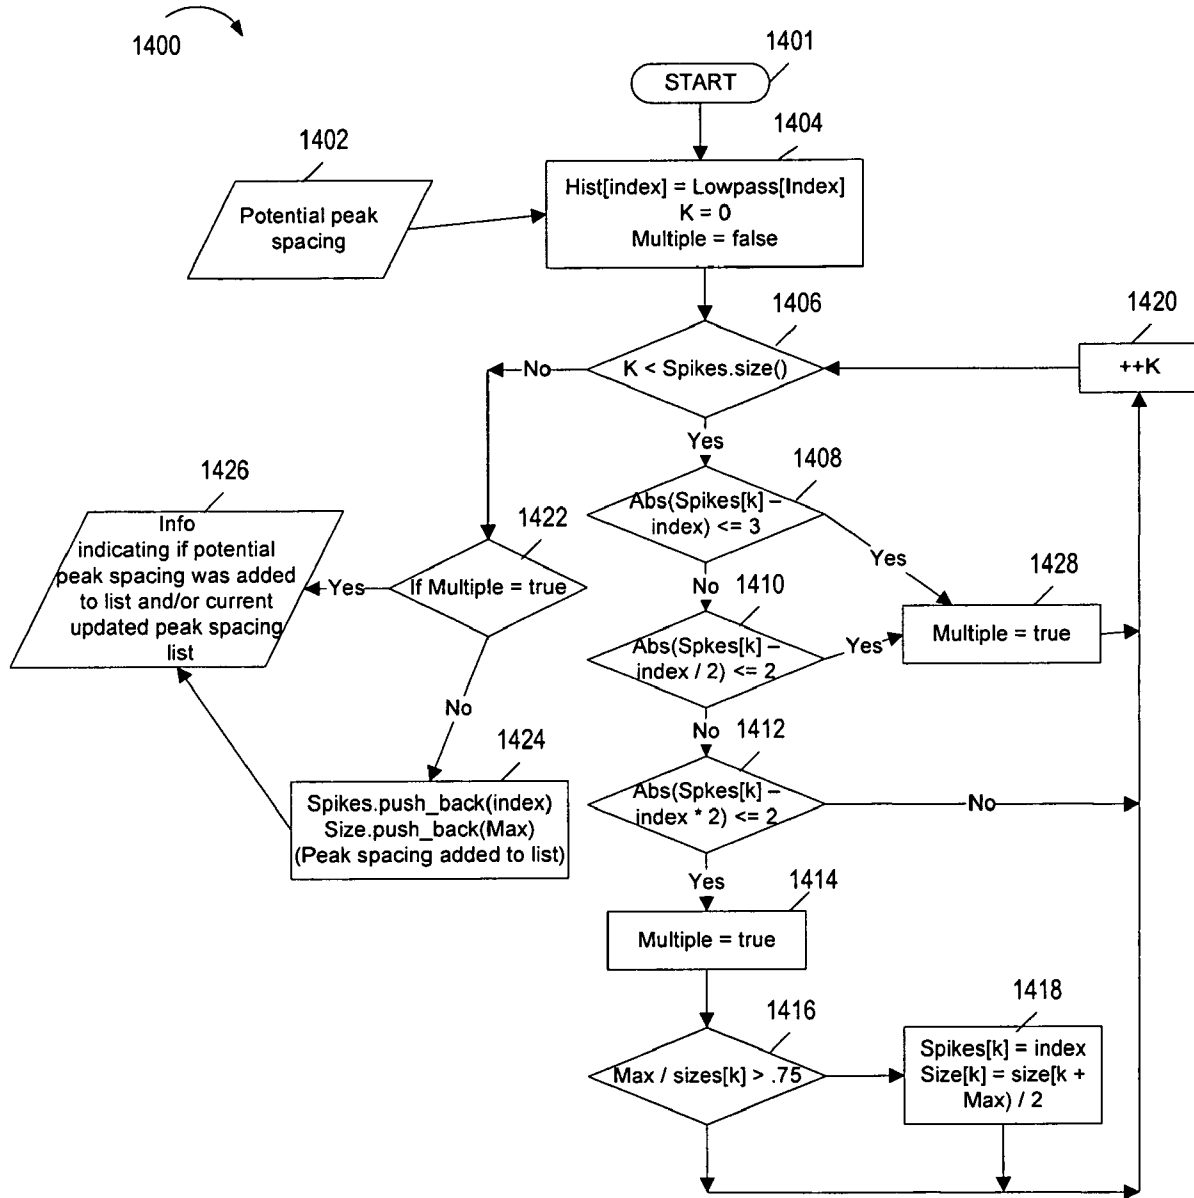 1400
1401
START
1402
1404
Potential peak
spacing
Hist[index] = Lowpass[Index]
K = 0
Multiple = false
1406
1420
K < Spikes.size()
++K
No
Yes
1408
Abs(Spikes[k] –
index) <= 3
Yes
1426
Info
indicating if potential
peak spacing was added
to list and/or current
updated peak spacing
list
1422
If Multiple = true
Yes
No
No
1410
Abs(Spikes[k] –
index / 2) <= 2
Yes
1428
Multiple = true
No
1412
Abs(Spkes[k] –
index * 2) <= 2
No
1424
Spikes.push_back(index)
Size.push_back(Max)
(Peak spacing added to list)
Yes
1414
Multiple = true
1416
Max / sizes[k] > .75
1418
Spikes[k] = index
Size[k] = size[k +
Max) / 2